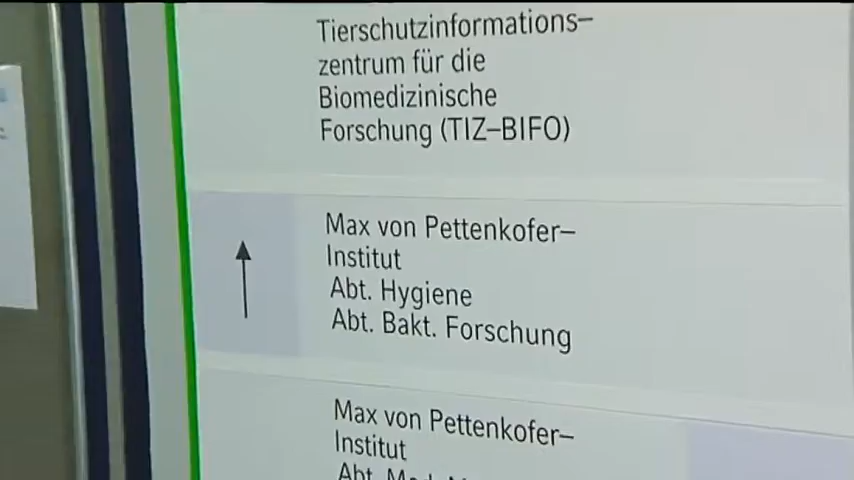 Tierschutzinformations–
zentrum für die
Biomedizinische
Forschung (TIZ–BIFO)
Max von Pettenkofer–
Institut
Abt. Hygiene
Abt. Bakt. Forschung
Max von Pettenkofer–
Institut
Abt.